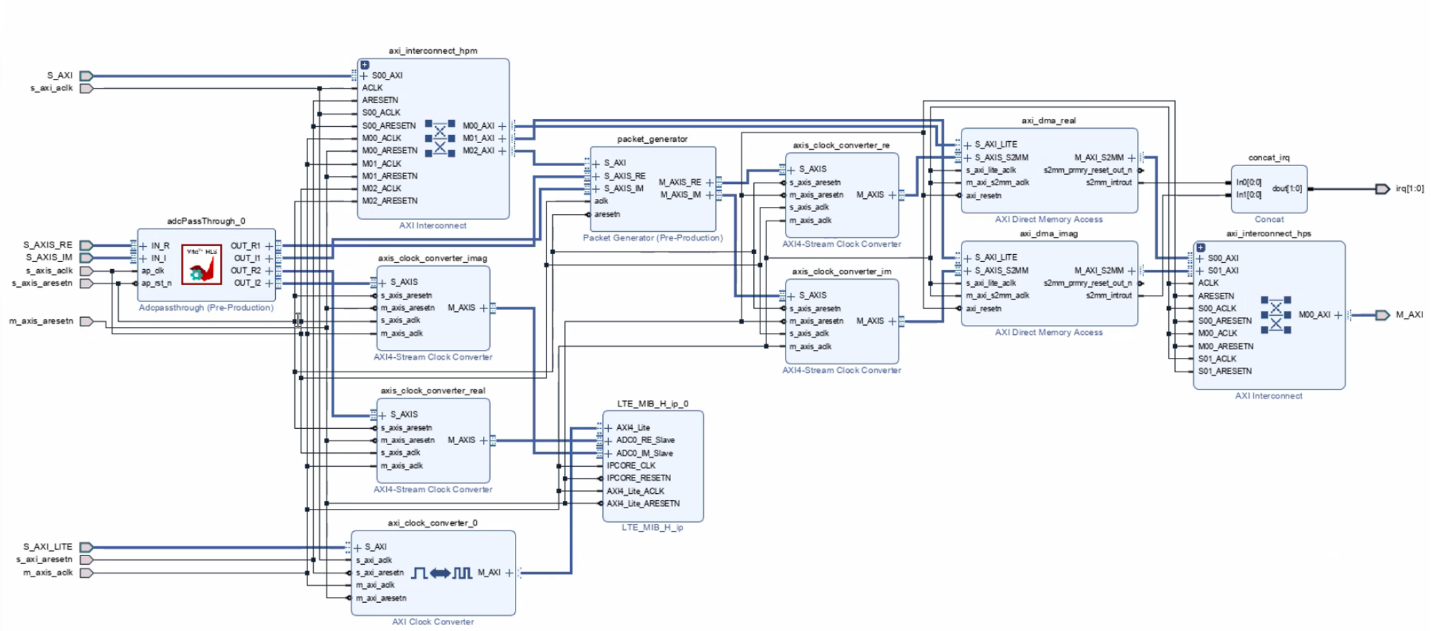 axi_interconnect_hpm
S_AXI
s_axi_aclk
S00_AXI
ACLK
ARESETN
S00_ACLK
S00_ARESETN
M00_ACLK
M00_ARESETN
M01_ACLK
M01_ARESETN
M02_ACLK
M02_ARESETN
M00_AXI
M01_AXI
M02_AXI
AXI Interconnect
adcPassThrough_0
S_AXIS_RE
S_AXIS_IM
s_axis_aclk
s_axis_aresetn
m_axis_aresetn
IN_R
IN_I
ap_clk
ap_rst_n
OUT_R1
OUT_I1
OUT_R2
OUT_I2
Adcpassthrough (Pre-Production)
axis_clock_converter_imag
S_AXIS
s_axis_aresetn
m_axis_aresetn
s_axis_aclk
m_axis_aclk
M_AXIS
AXI4-Stream Clock Converter
axis_clock_converter_real
S_AXIS
s_axis_aresetn
m_axis_aresetn
s_axis_aclk
m_axis_aclk
M_AXIS
AXI4-Stream Clock Converter
axi_clock_converter_0
S_AXI_LITE
s_axi_aresetn
m_axis_aclk
S_AXI
s_axi_aclk
s_axi_aresetn
m_axi_aclk
m_axi_aresetn
M_AXI
AXI Clock Converter
packet_generator
S_AXI
S_AXIS_RE
S_AXIS_IM
aclk
aresetn
M_AXIS_RE
M_AXIS_IM
Packet Generator (Pre-Production)
LTE_MIB_H_ip_0
AXI4_Lite
ADC0_RE_Slave
ADC0_IM_Slave
IPCORE_CLK
IPCORE_RESETN
AXI4_Lite_ACLK
AXI4_Lite_ARESETN
LTE_MIB_H_ip
axis_clock_converter_re
S_AXIS
s_axis_aresetn
m_axis_aresetn
s_axis_aclk
m_axis_aclk
M_AXIS
AXI4-Stream Clock Converter
axis_clock_converter_im
S_AXIS
s_axis_aresetn
m_axis_aresetn
s_axis_aclk
m_axis_aclk
M_AXIS
AXI4-Stream Clock Converter
axi_dma_real
S_AXI_LITE
S_AXIS_S2MM
s_axi_lite_aclk
m_axi_s2mm_aclk
axi_resetn
M_AXI_S2MM
s2mm_prmry_reset_out_n
s2mm_introut
AXI Direct Memory Access
axi_dma_imag
S_AXI_LITE
S_AXIS_S2MM
s_axi_lite_aclk
m_axi_s2mm_aclk
axi_resetn
M_AXI_S2MM
s2mm_prmry_reset_out_n
s2mm_introut
AXI Direct Memory Access
concat_irq
In0[0:0]
In1[0:0]
dout[1:0]
Concat
irq[1:0]
axi_interconnect_hps
S00_AXI
S01_AXI
ACLK
ARESETN
S00_ACLK
S00_ARESETN
M00_ACLK
M00_ARESETN
S01_ACLK
S01_ARESETN
M00_AXI
AXI Interconnect
M_AXI